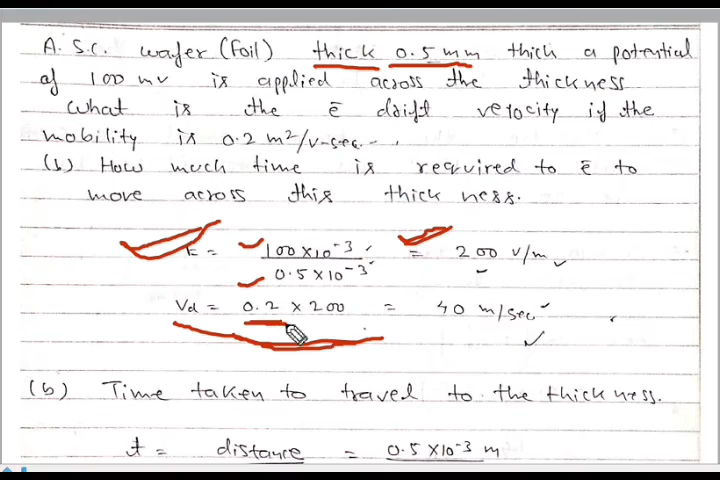 A. S.C. wafer (Foil) thick 0.5 mm thick a potential
of 100 mv is applied across the thickness
What is the ē drift velocity if the
mobility is 0.2 m²/v-sec.
(b) How much time is required to ē to
move across this thick ness.
E = 100×10⁻³ / 0.5×10⁻³ = 200 v/m
Vd = 0.2 × 200 = 40 m/sec
(b) Time taken to travel to the thickness.
t = distance = 0.5×10⁻³ m